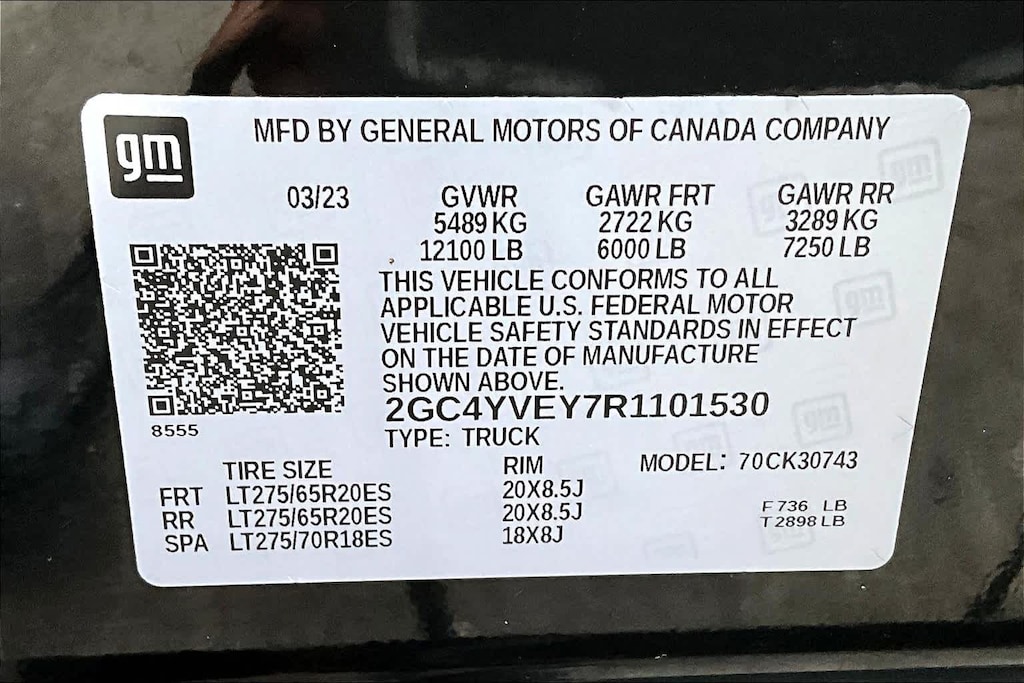 gm
MFD BY GENERAL MOTORS OF CANADA COMPANY
03/23 GVWR GAWR FRT GAWR RR
5489 KG 2722 KG 3289 KG
12100 LB 6000 LB 7250 LB
THIS VEHICLE CONFORMS TO ALL
APPLICABLE U.S. FEDERAL MOTOR
VEHICLE SAFETY STANDARDS IN EFFECT
ON THE DATE OF MANUFACTURE
SHOWN ABOVE.
2GC4YVEY7R1101530
8555
TYPE: TRUCK
TIRE SIZE RIM MODEL: 70CK30743
FRT LT275/65R20ES 20X8.5J
RR LT275/65R20ES 20X8.5J
SPA LT275/70R18ES 18X8J
F 736 LB
T 2898 LB